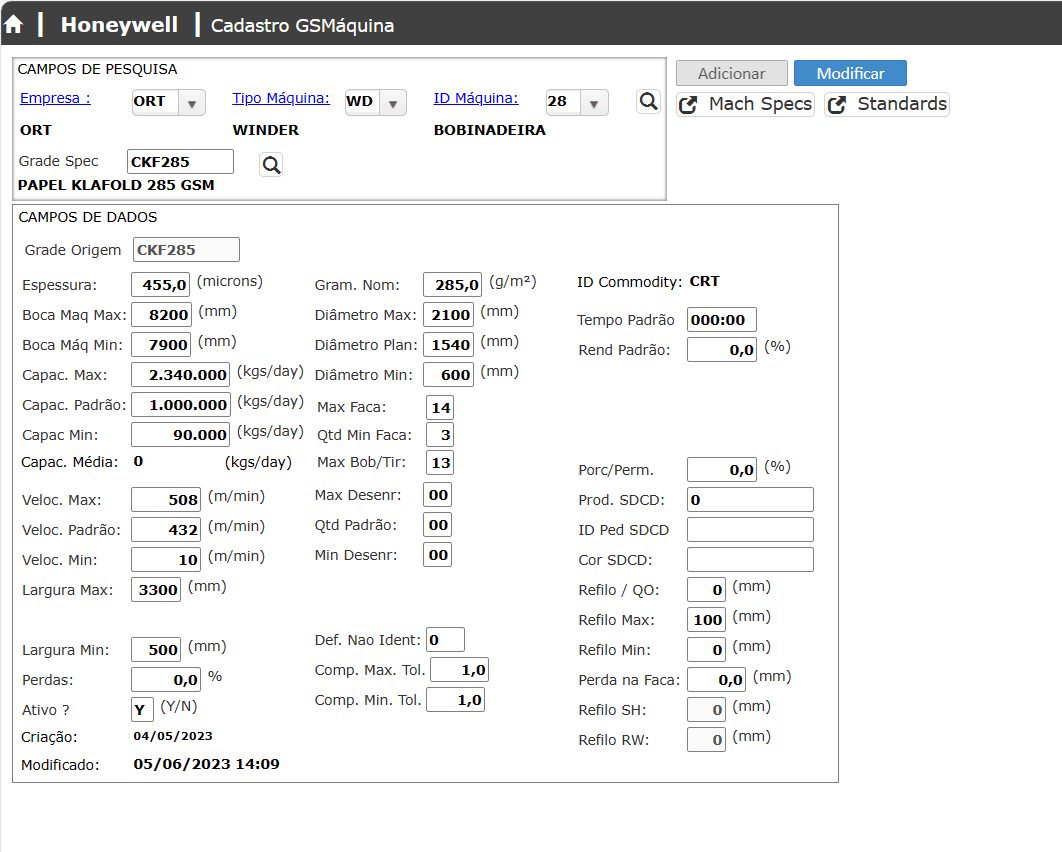 Honeywell Cadastro GSMáquina
CAMPOS DE PESQUISA
Adicionar Modificar
Empresa : ORT Tipo Máquina: WD ID Máquina: 28
Mach Specs Standards
ORT WINDER BOBINADEIRA
Grade Spec CKF285
PAPEL KLAFOLD 285 GSM
CAMPOS DE DADOS
Grade Origem CKF285
Espessura: 455,0 (microns) Gram. Nom: 285,0 (g/m²) ID Commodity: CRT
Boca Maq Max: 8200 (mm) Diâmetro Max: 2100 (mm) Tempo Padrão 000:00
Boca Máq Min: 7900 (mm) Diâmetro Plan: 1540 (mm) Rend Padrão: 0,0 (%)
Capac. Max: 2.340.000 (kgs/day) Diâmetro Min: 600 (mm)
Capac. Padrão: 1.000.000 (kgs/day) Max Faca: 14
Capac Min: 90.000 (kgs/day) Qtd Min Faca: 3
Capac. Média: 0 (kgs/day) Max Bob/Tir: 13 Porc/Perm. 0,0 (%)
Veloc. Max: 508 (m/min) Max Desenr: 00 Prod. SDCD: 0
Veloc. Padrão: 432 (m/min) Qtd Padrão: 00 ID Ped SDCD
Veloc. Min: 10 (m/min) Min Desenr: 00 Cor SDCD:
Largura Max: 3300 (mm) Refilo / QO: 0 (mm)
Refilo Max: 100 (mm)
Largura Min: 500 (mm) Def. Nao Ident: 0 Refilo Min: 0 (mm)
Perdas: 0,0 % Comp. Max. Tol. 1,0 Perda na Faca: 0,0 (mm)
Ativo ? Y (Y/N) Comp. Min. Tol. 1,0 Refilo SH: 0 (mm)
Criação: 04/05/2023 Refilo RW: 0 (mm)
Modificado: 05/06/2023 14:09